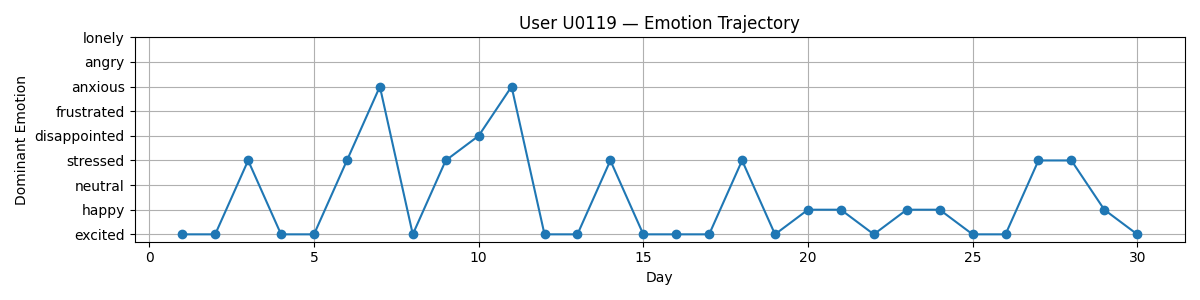 User U0119 — Emotion Trajectory
Dominant Emotion
lonely
angry
anxious
frustrated
disappointed
stressed
neutral
happy
excited
0 5 10 15 20 25 30
Day